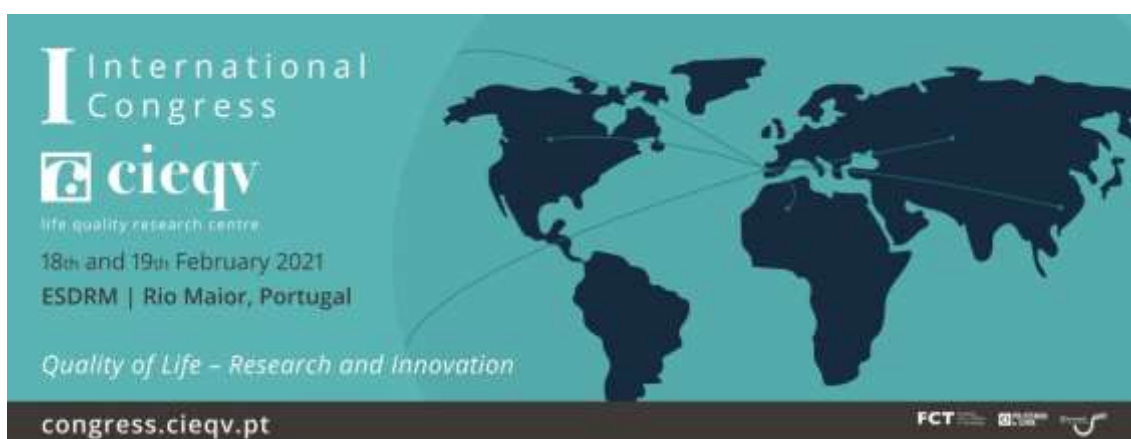 I International
Congress
cieqv
life quality research centre
18th and 19th February 2021
ESDRM | Rio Maior, Portugal
Quality of Life – Research and Innovation
congress.cieqv.pt
FCT